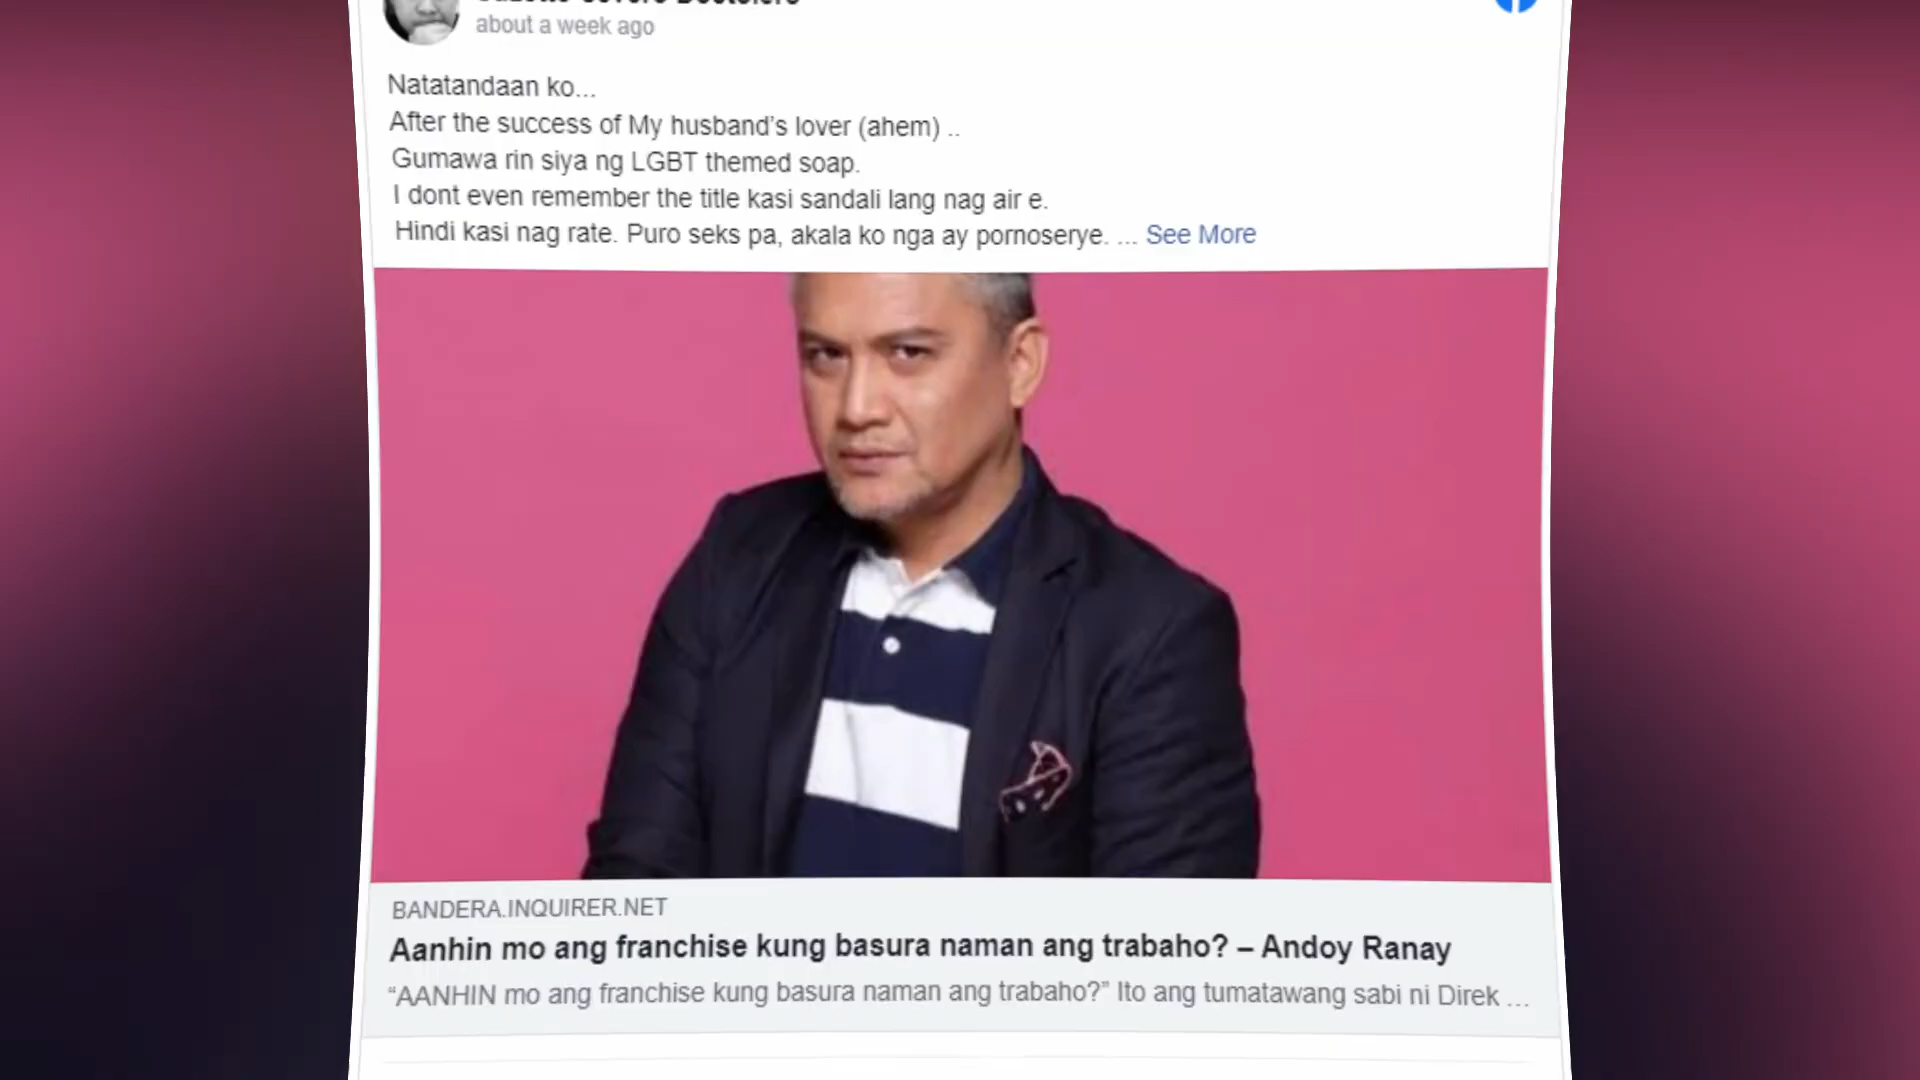 about a week ago
Natatandaan ko...
After the success of My husband's lover (ahem) ..
Gumawa rin siya ng LGBT themed soap.
I dont even remember the title kasi sandali lang nag air e.
Hindi kasi nag rate. Puro seks pa, akala ko nga ay pornoserye. ... See More
BANDERA.INQUIRER.NET
Aanhin mo ang franchise kung basura naman ang trabaho? – Andoy Ranay
“AANHIN mo ang franchise kung basura naman ang trabaho?” Ito ang tumatawang sabi ni Direk ...